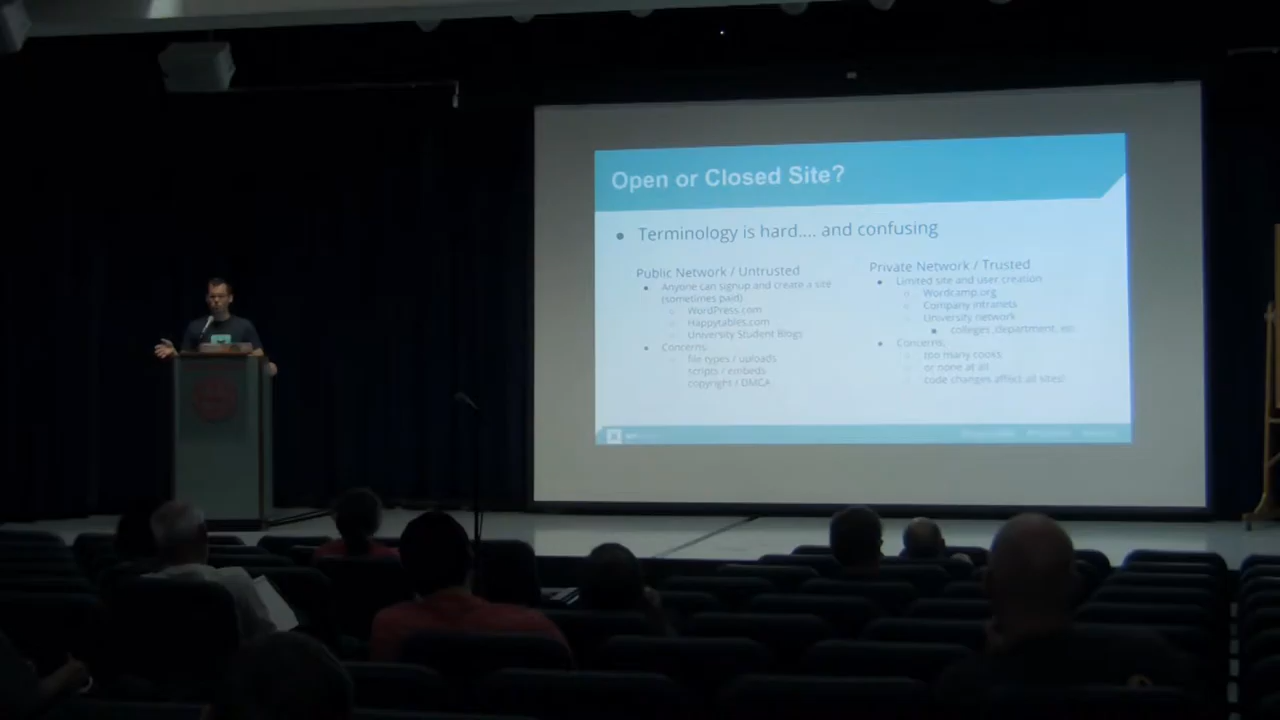 Open or Closed Site?
Terminology is hard.... and confusing
Public Network / Untrusted
Anyone can signup and create a site
(sometimes paid)
WordPress.com
Happytables.com
University Student Blogs
Concerns:
file types / uploads
scripts / embeds
copyright / DMCA
Private Network / Trusted
Limited site and user creation
Wordcamp.org
Company intranets
University network
colleges, department, etc
Concerns:
too many cooks
or none at all
code changes affect all sites!